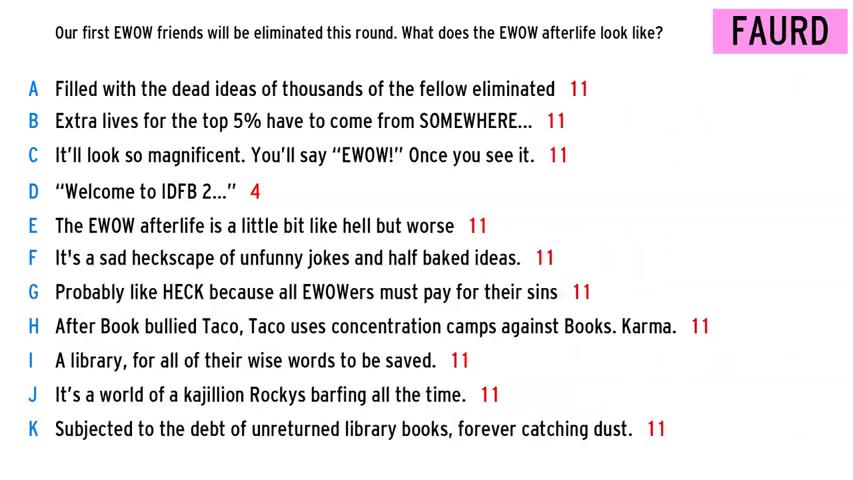 Our first EWOW friends will be eliminated this round. What does the EWOW afterlife look like?
FAURD
A Filled with the dead ideas of thousands of the fellow eliminated 11
B Extra lives for the top 5% have to come from SOMEWHERE... 11
C It’ll look so magnificent. You’ll say “EWOW!” Once you see it. 11
D “Welcome to IDFB 2...” 4
E The EWOW afterlife is a little bit like hell but worse 11
F It's a sad heckscape of unfunny jokes and half baked ideas. 11
G Probably like HECK because all EWOWers must pay for their sins 11
H After Book bullied Taco, Taco uses concentration camps against Books. Karma. 11
I A library, for all of their wise words to be saved. 11
J It’s a world of a kajillion Rockys barfing all the time. 11
K Subjected to the debt of unreturned library books, forever catching dust. 11